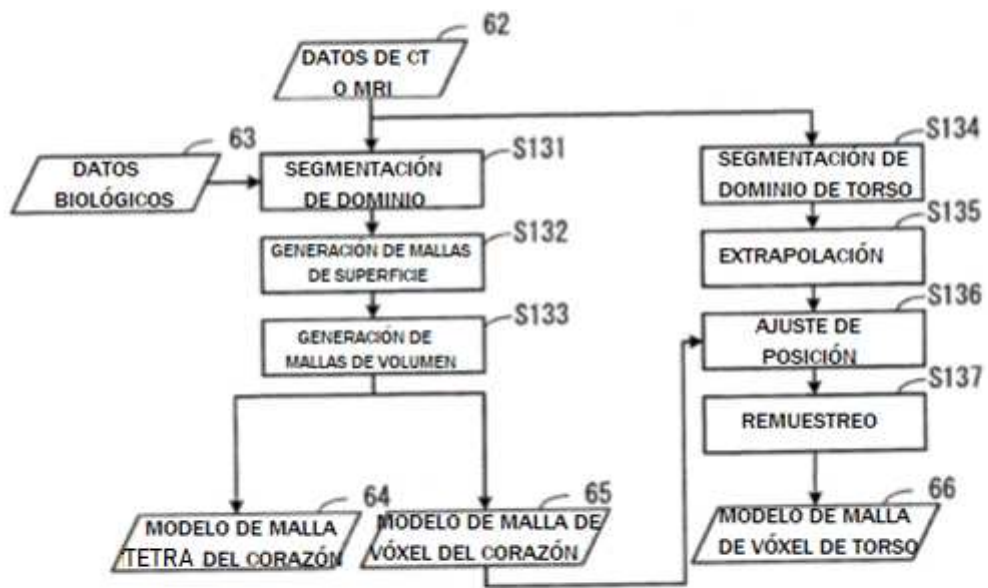 62
DATOS DE CT
O MRI
63
DATOS
BIOLÓGICOS
S131
SEGMENTACIÓN
DE DOMINIO
S132
GENERACIÓN DE MALLAS
DE SUPERFICIE
S133
GENERACIÓN DE
MALLAS DE VOLUMEN
S134
SEGMENTACIÓN DE
DOMINIO DE TORSO
S135
EXTRAPOLACIÓN
S136
AJUSTE DE
POSICIÓN
S137
REMUESTREO
64
MODELO DE MALLA
TETRA DEL CORAZÓN
65
MODELO DE MALLA DE
VÓXEL DEL CORAZÓN
66
MODELO DE MALLA
DE VÓXEL DE TORSO